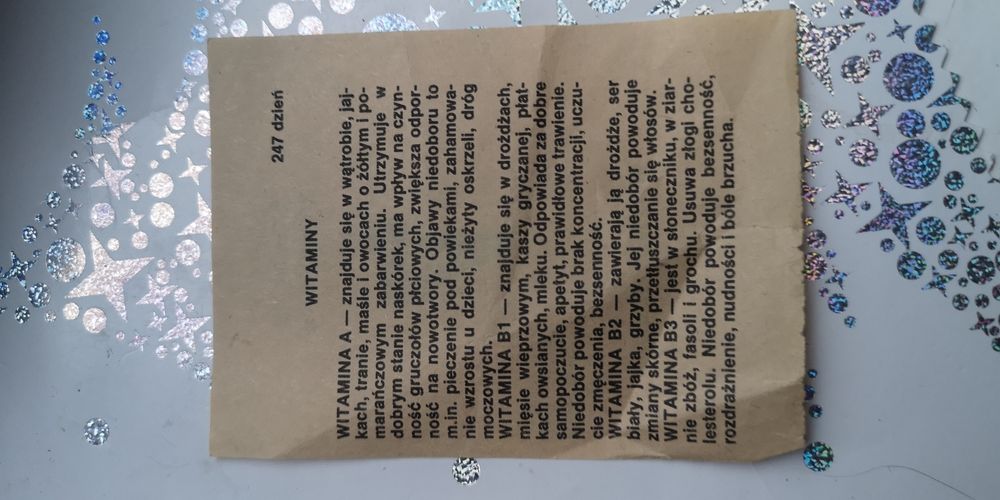 247 dzień
WITAMINY
WITAMINA A — znajduje się w wątrobie, jaj-
kach, tranie, maśle i owocach o żółtym i po-
marańczowym zabarwieniu. Utrzymuje w
dobrym stanie naskórek, ma wpływ na czyn-
ność gruczołów płciowych, zwiększa odpor-
ność na nowotwory. Objawy niedoboru to
m.in. pieczenie pod powiekami, zahamowa-
nie wzrostu u dzieci, nieżyty oskrzeli, dróg
moczowych.
WITAMINA B1 — znajduje się w drożdżach,
mięsie wieprzowym, kaszy gryczanej, płat-
kach owsianych, mleku. Odpowiada za dobre
samopoczucie, apetyt, prawidłowe trawienie.
Niedobór powoduje brak koncentracji, uczu-
cie zmęczenia, bezsenność.
WITAMINA B2 — zawierają ją drożdże, ser
biały, jajka, grzyby. Jej niedobór powoduje
zmiany skórne, przetłuszczanie się włosów.
WITAMINA B3 — jest w słoneczniku, w ziar-
nie zbóż, fasoli i grochu. Usuwa złogi cho-
lesterolu. Niedobór powoduje bezsenność,
rozdrażnienie, nudności i bóle brzucha.